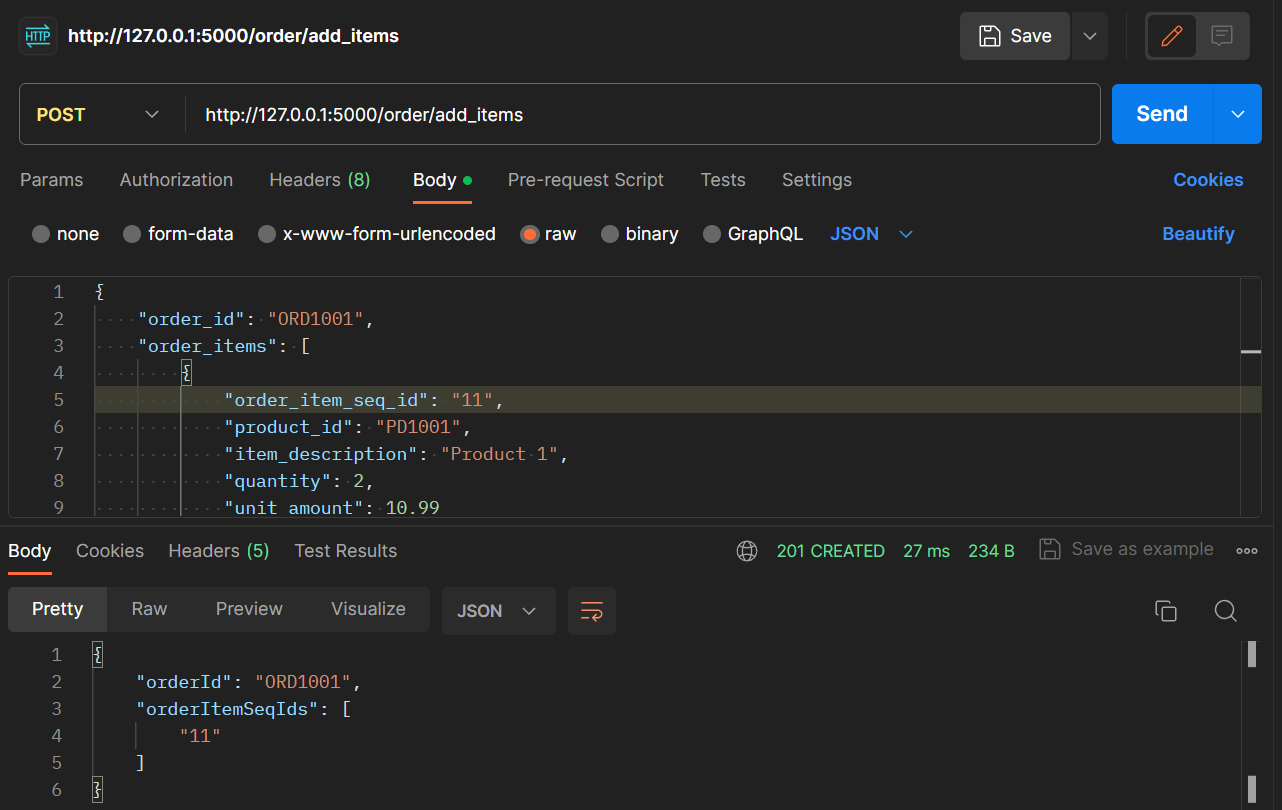 HTTP http://127.0.0.1:5000/order/add_items Save
POST http://127.0.0.1:5000/order/add_items Send
Params Authorization Headers (8) Body Pre-request Script Tests Settings Cookies
none form-data x-www-form-urlencoded raw binary GraphQL JSON Beautify
1 {
2 "order_id": "ORD1001",
3 "order_items": [
4 {
5 "order_item_seq_id": "11",
6 "product_id": "PD1001",
7 "item_description": "Product 1",
8 "quantity": 2,
9 "unit_amount": 10.99
Body Cookies Headers (5) Test Results 201 CREATED 27 ms 234 B Save as example
Pretty Raw Preview Visualize JSON
1 {
2 "orderId": "ORD1001",
3 "orderItemSeqIds": [
4 "11"
5 ]
6 }